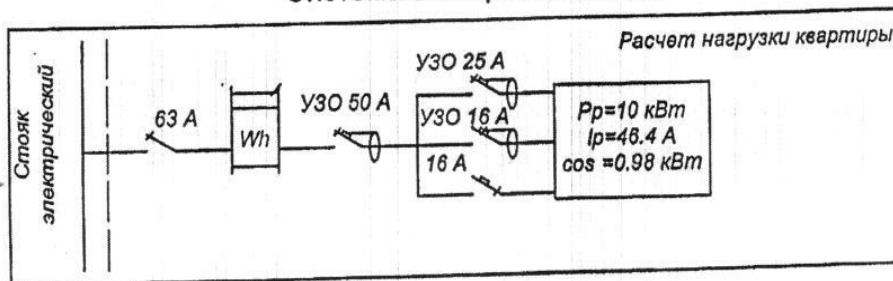 Расчет нагрузки квартиры
Стояк
электрический
63 А
Wh
УЗО 50 А
УЗО 25 А
УЗО 16 А
16 А
Рр=10 кВт
Iр=46.4 А
cos =0.98 кВт